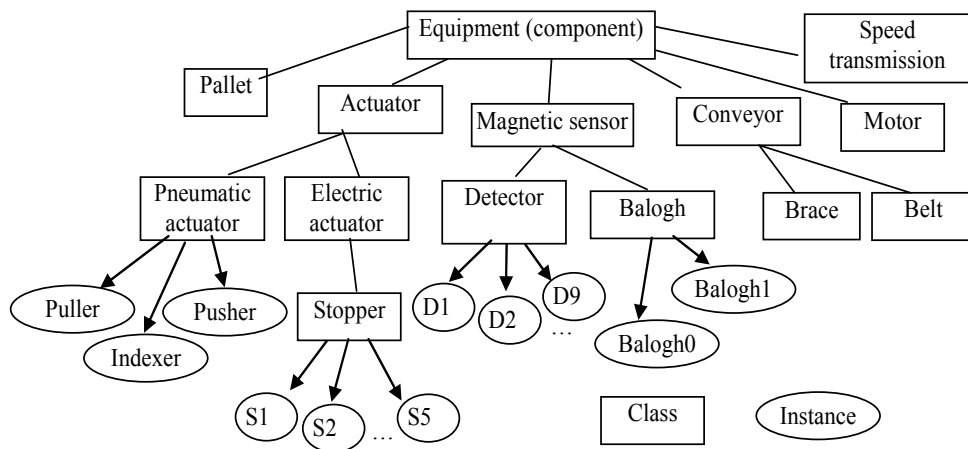 Equipment (component)
Speed
transmission
Pallet
Actuator
Magnetic sensor
Conveyor
Motor
Pneumatic
actuator
Electric
actuator
Detector
Balogh
Brace
Belt
Puller
Pusher
Indexer
Stopper
D1
D2
D9
...
Balogh1
Balogh0
S1
S2
...
S5
Class
Instance